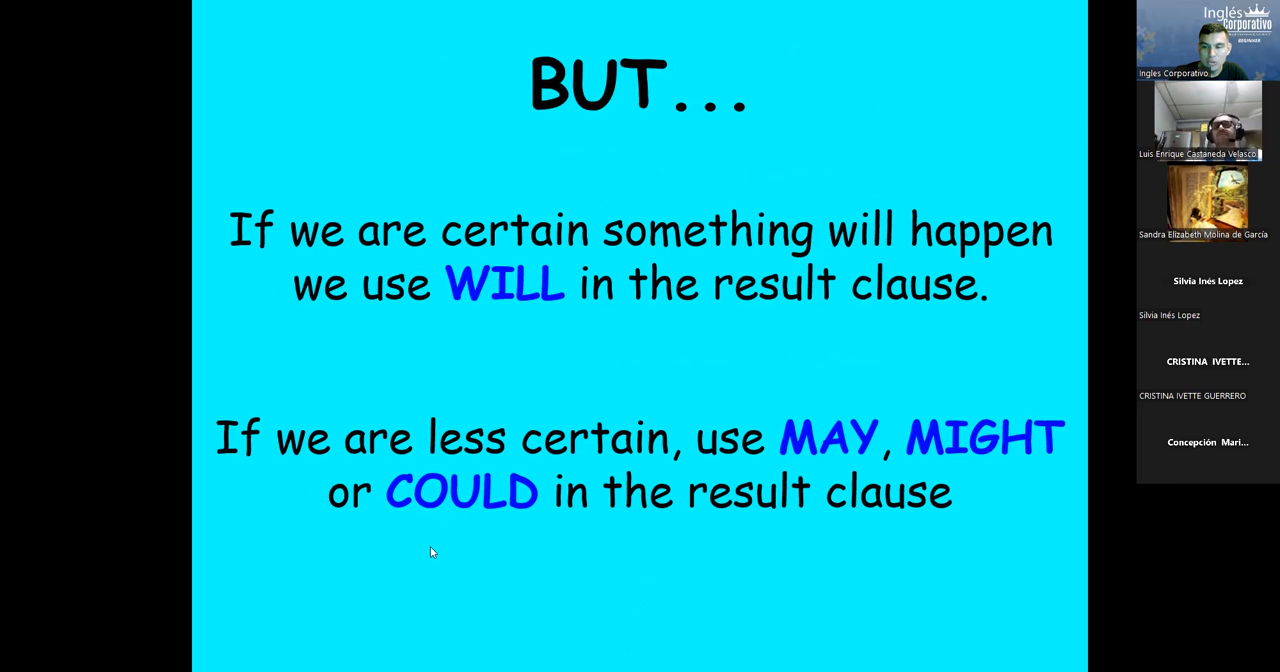 BUT...
If we are certain something will happen
we use WILL in the result clause.
If we are less certain, use MAY, MIGHT
or COULD in the result clause
Inglés
Corporativo
BEGINNER
Ingles Corporativo
Luis Enrique Castaneda Velasco
Sandra Elizabeth Molina de García
Silvia Inés Lopez
Silvia Inés Lopez
CRISTINA IVETTE...
CRISTINA IVETTE GUERRERO
Concepción Mari...